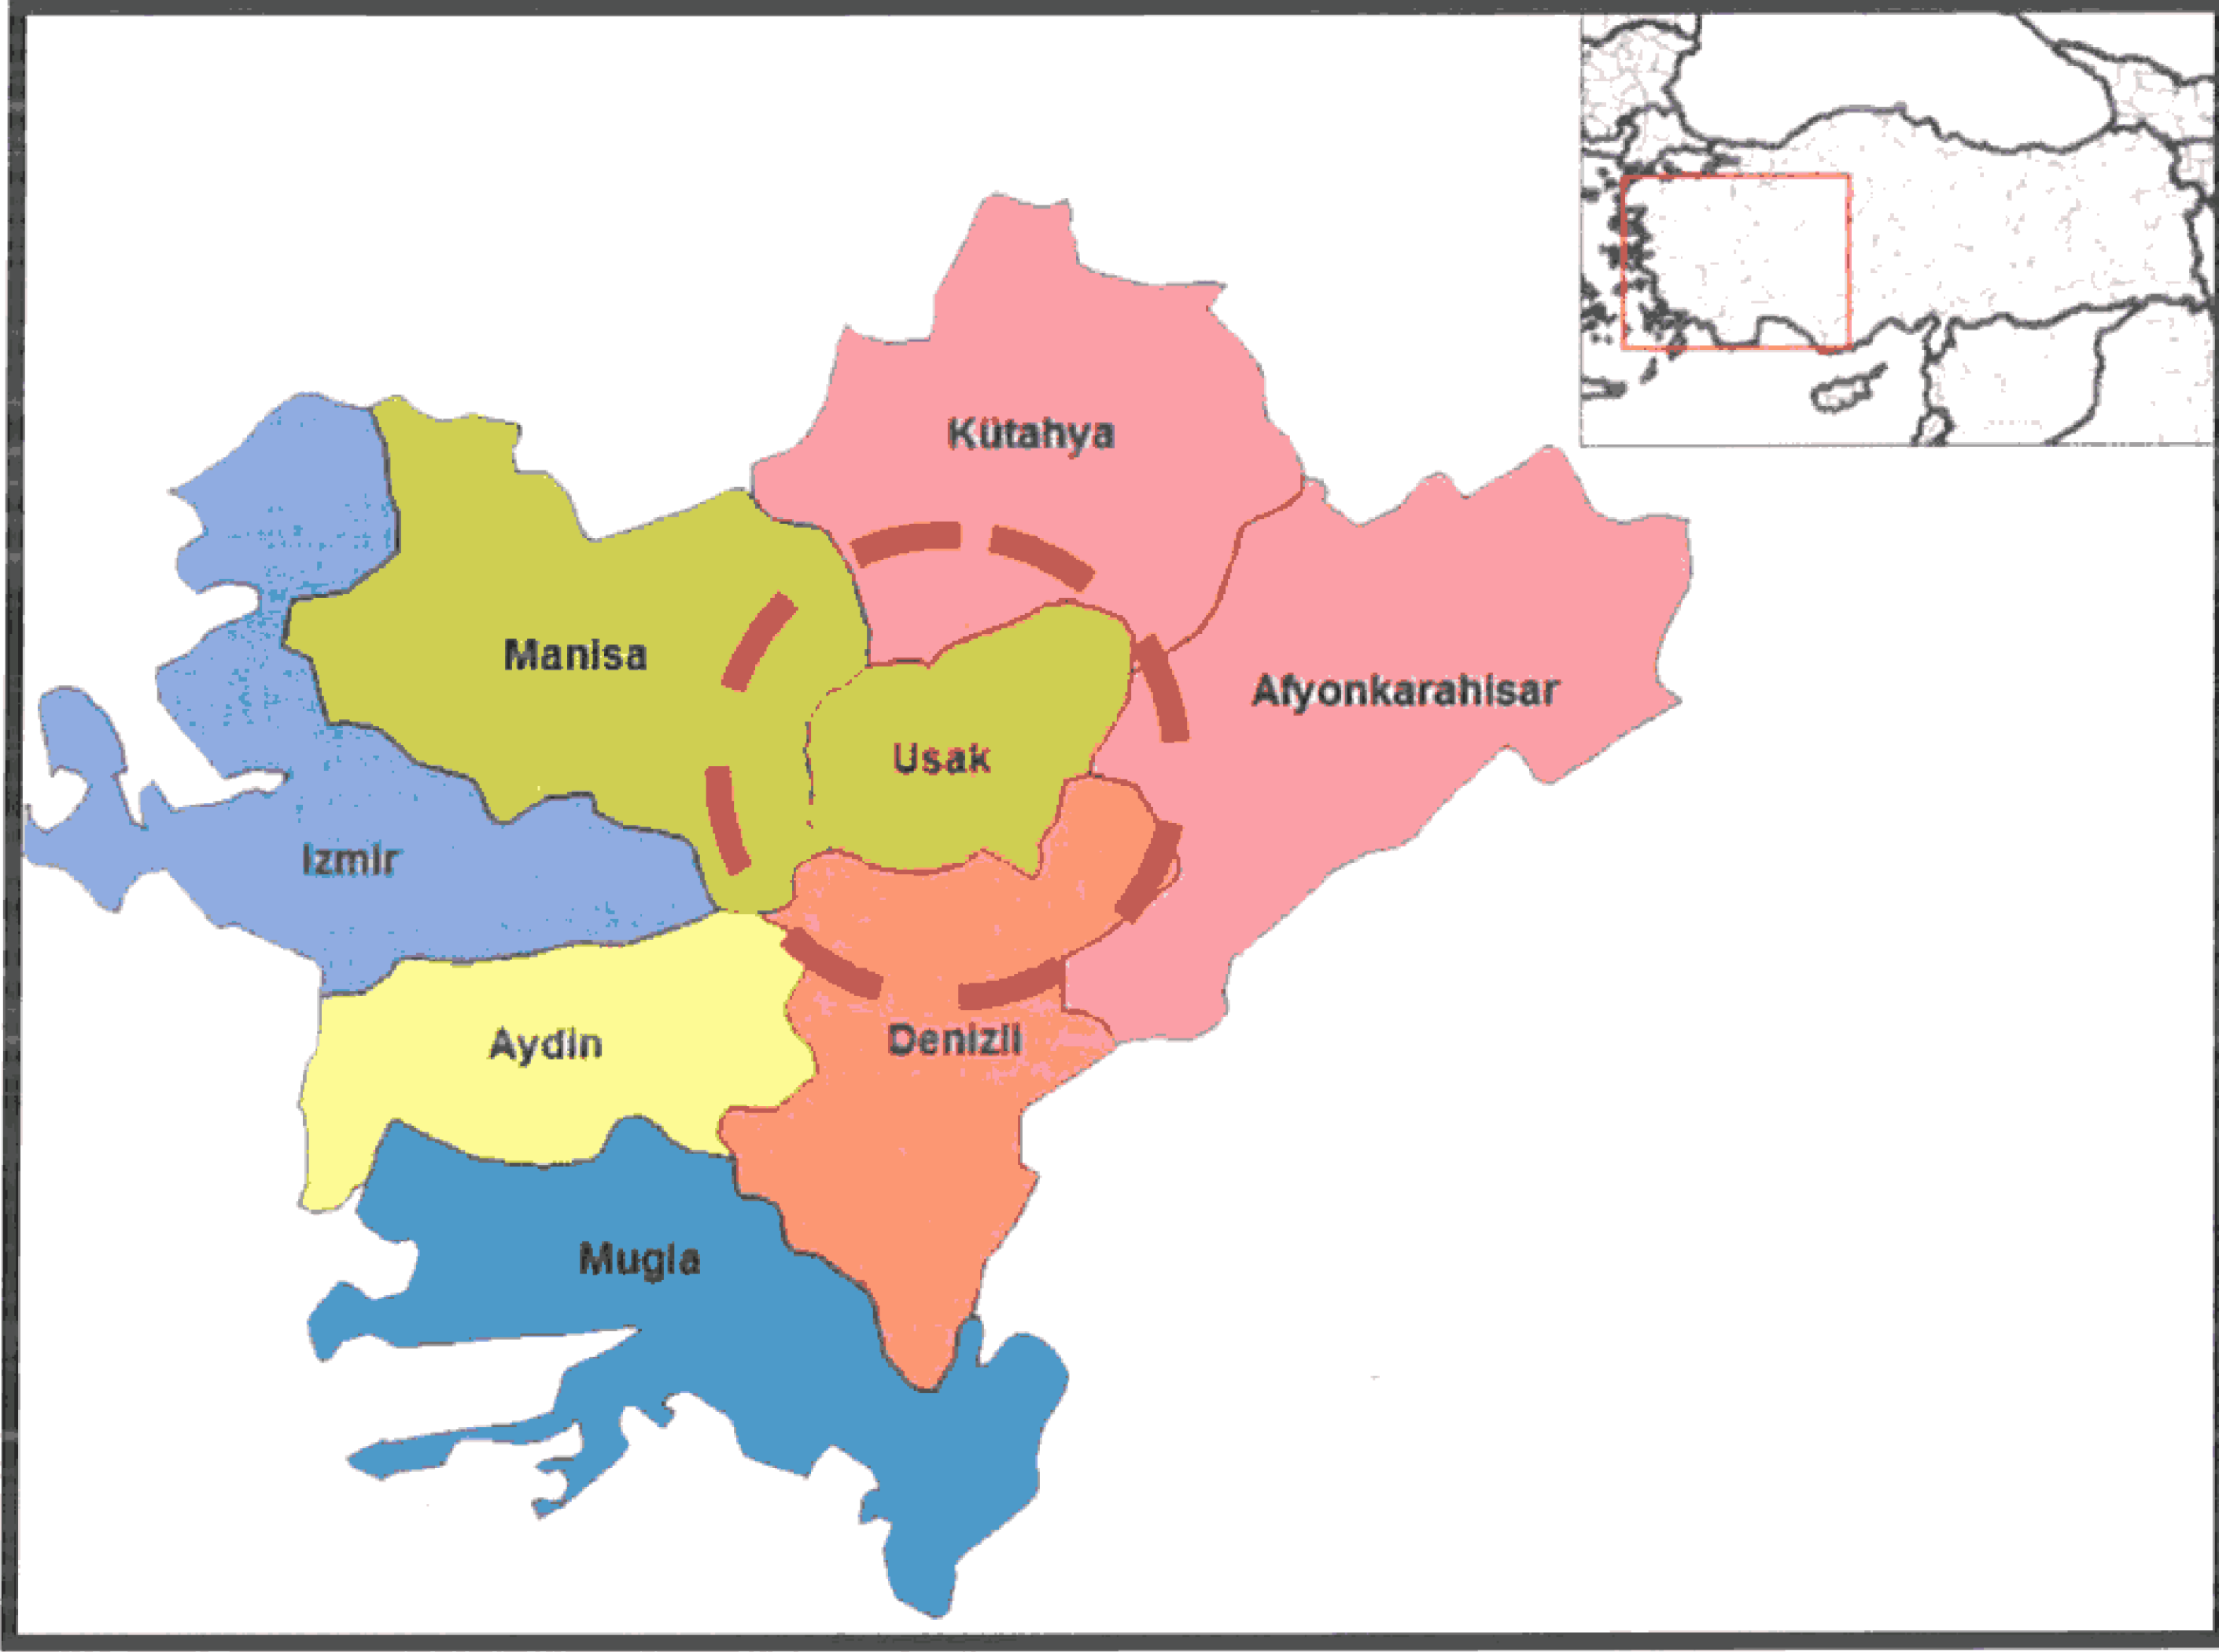 Kütahya
Manisa
Afyonkarahisar
Usak
Izmir
Aydin
Denizli
Mugla